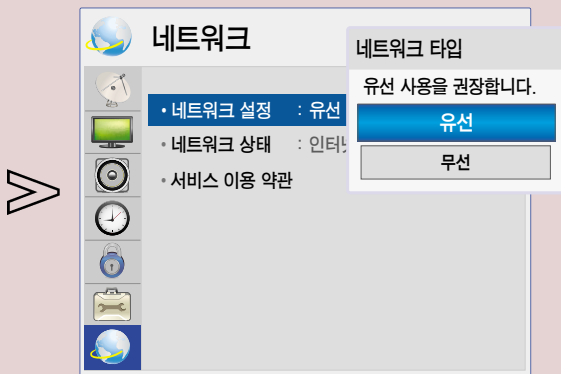 네트워크
네트워크 타입
유선 사용을 권장합니다.
유선
무선
• 네트워크 설정 : 유선
• 네트워크 상태 :
• 서비스 이용 약관